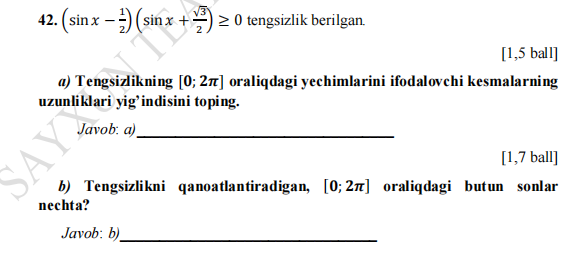 42. (sin x − 1/2)(sin x + √3/2) ≥ 0 tengsizlik berilgan.
[1,5 ball]
a) Tengsizlikning [0; 2π] oraliqdagi yechimlarini ifodalovchi kesmalarning
uzunliklari yig’indisini toping.
Javob: a)
[1,7 ball]
b) Tengsizlikni qanoatlantiradigan, [0; 2π] oraliqdagi butun sonlar
nechta?
Javob: b)